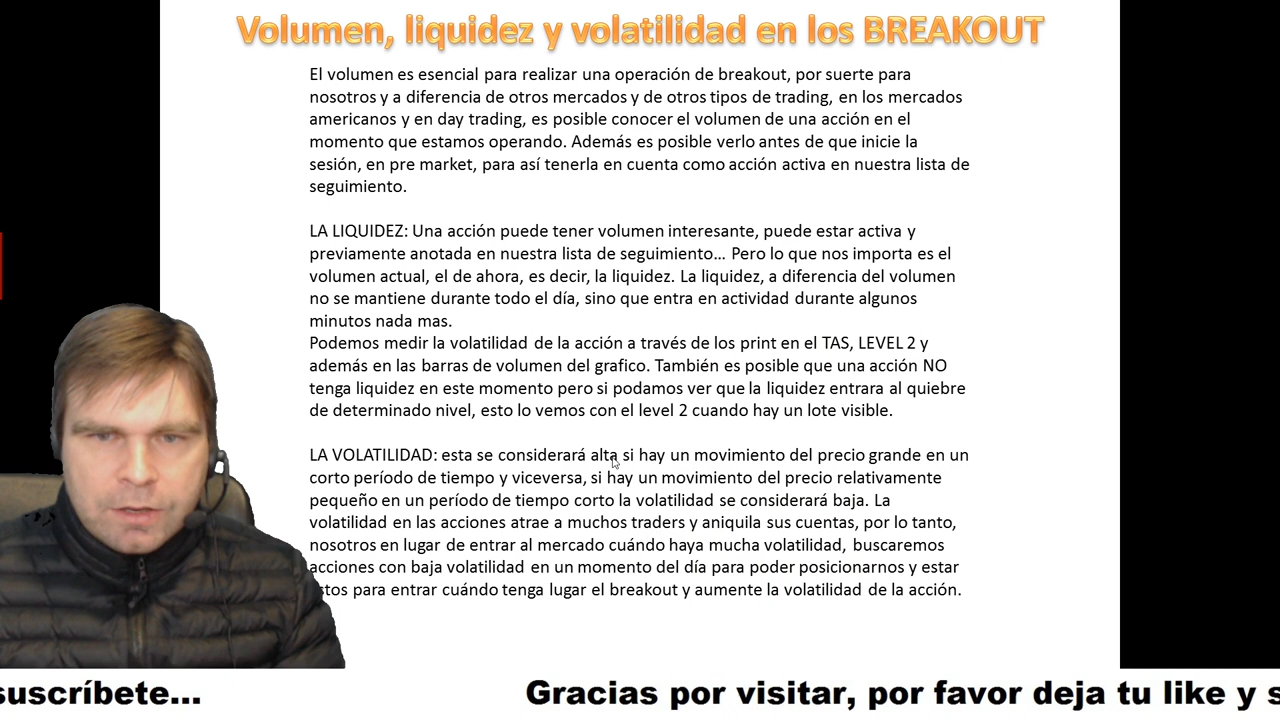 Volumen, liquidez y volatilidad en los BREAKOUT
El volumen es esencial para realizar una operación de breakout, por suerte para
nosotros y a diferencia de otros mercados y de otros tipos de trading, en los mercados
americanos y en day trading, es posible conocer el volumen de una acción en el
momento que estamos operando. Además es posible verlo antes de que inicie la
sesión, en pre market, para así tenerla en cuenta como acción activa en nuestra lista de
seguimiento.
LA LIQUIDEZ: Una acción puede tener volumen interesante, puede estar activa y
previamente anotada en nuestra lista de seguimiento... Pero lo que nos importa es el
volumen actual, el de ahora, es decir, la liquidez. La liquidez, a diferencia del volumen
no se mantiene durante todo el día, sino que entra en actividad durante algunos
minutos nada mas.
Podemos medir la volatilidad de la acción a través de los print en el TAS, LEVEL 2 y
además en las barras de volumen del grafico. También es posible que una acción NO
tenga liquidez en este momento pero si podamos ver que la liquidez entrara al quiebre
de determinado nivel, esto lo vemos con el level 2 cuando hay un lote visible.
LA VOLATILIDAD: esta se considerará alta si hay un movimiento del precio grande en un
corto período de tiempo y viceversa, si hay un movimiento del precio relativamente
pequeño en un período de tiempo corto la volatilidad se considerará baja. La
volatilidad en las acciones atrae a muchos traders y aniquila sus cuentas, por lo tanto,
nosotros en lugar de entrar al mercado cuándo haya mucha volatilidad, buscaremos
acciones con baja volatilidad en un momento del día para poder posicionarnos y estar
stos para entrar cuándo tenga lugar el breakout y aumente la volatilidad de la acción.
suscríbete... Gracias por visitar, por favor deja tu like y s